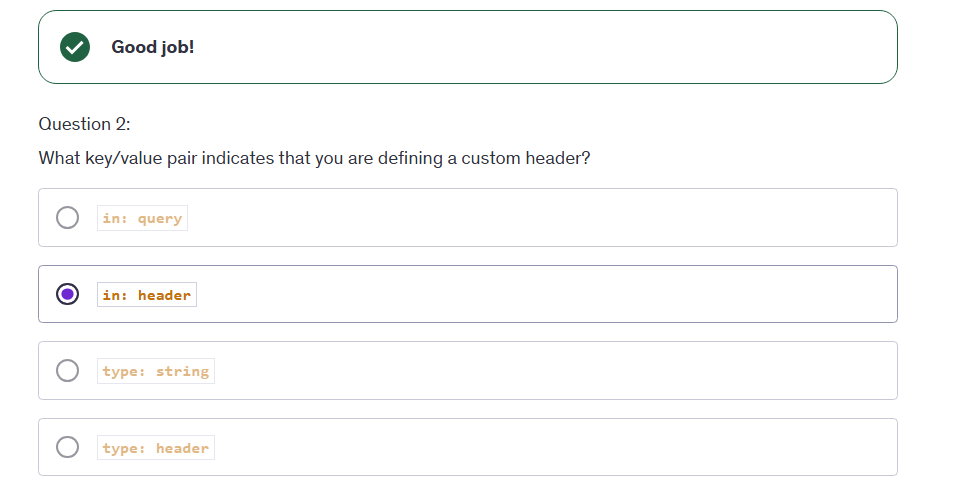 Good job!
Question 2:
What key/value pair indicates that you are defining a custom header?
in: query
in: header
type: string
type: header